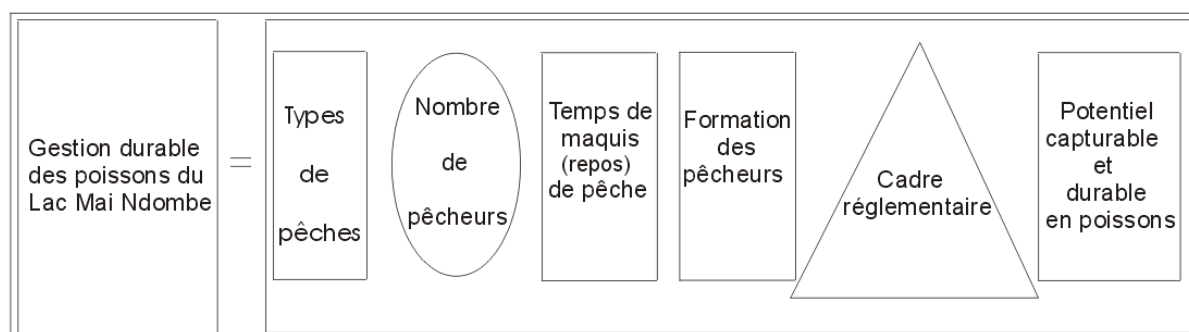 Gestion durable
des poissons du
Lac Mai Ndombe
=
Types
de
pêches
Nombre
de
pêcheurs
Temps de
maquis
(repos)
de pêche
Formation
des
pêcheurs
Cadre
réglementaire
Potentiel
capturable
et
durable
en poissons